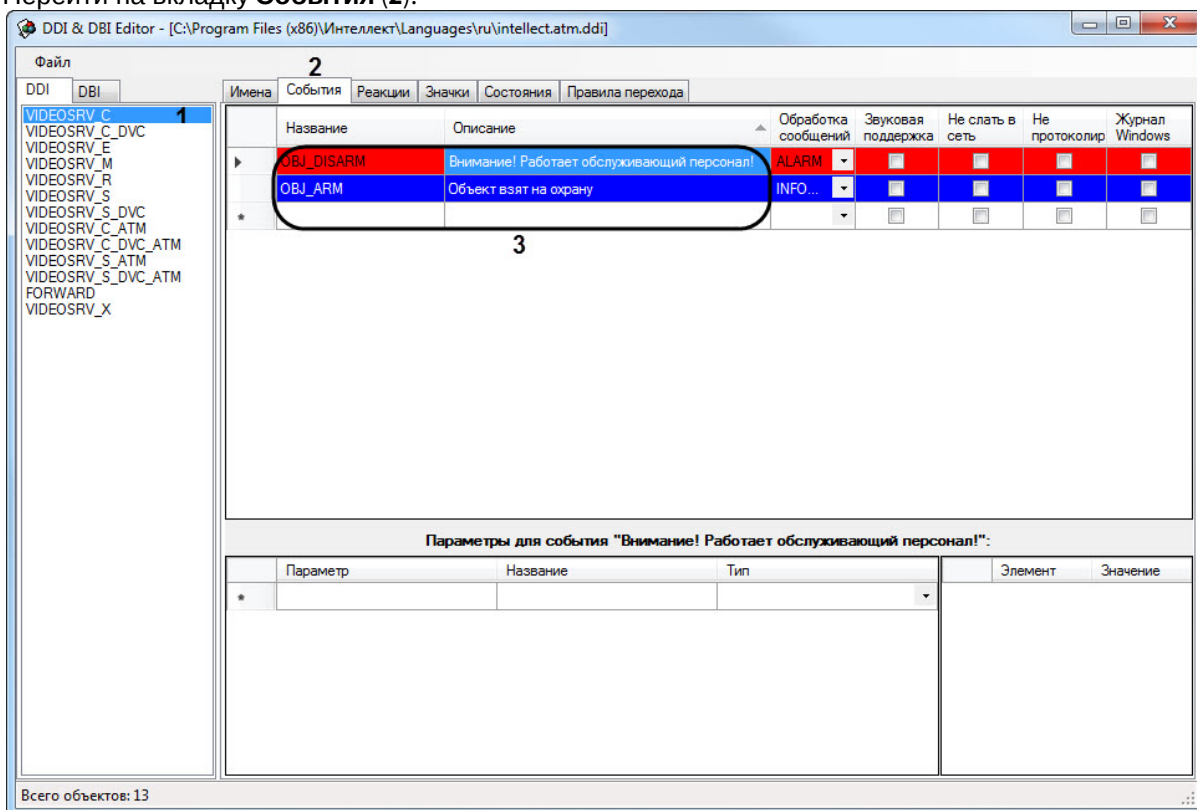 Перейти на вкладку События (2).
DDI & DBI Editor - [C:\Program Files (x86)\Интеллект\Languages\ru\intellect.atm.ddi]
Файл
2
DDI DBI
Имена События Реакции Значки Состояния Правила перехода
VIDEOSRV_C 1
VIDEOSRV_C_DVC
VIDEOSRV_E
VIDEOSRV_M
VIDEOSRV_R
VIDEOSRV_S
VIDEOSRV_S_DVC
VIDEOSRV_C_ATM
VIDEOSRV_C_DVC_ATM
VIDEOSRV_S_ATM
VIDEOSRV_S_DVC_ATM
FORWARD
VIDEOSRV_X
Название Описание Обработка сообщений Звуковая поддержка Не слать в сеть Не протоколир Журнал Windows
OBJ_DISARM Внимание! Работает обслуживающий персонал! ALARM
OBJ_ARM Объект взят на охрану INFO...
3
Параметры для события "Внимание! Работает обслуживающий персонал!":
Параметр Название Тип Элемент Значение
Всего объектов: 13